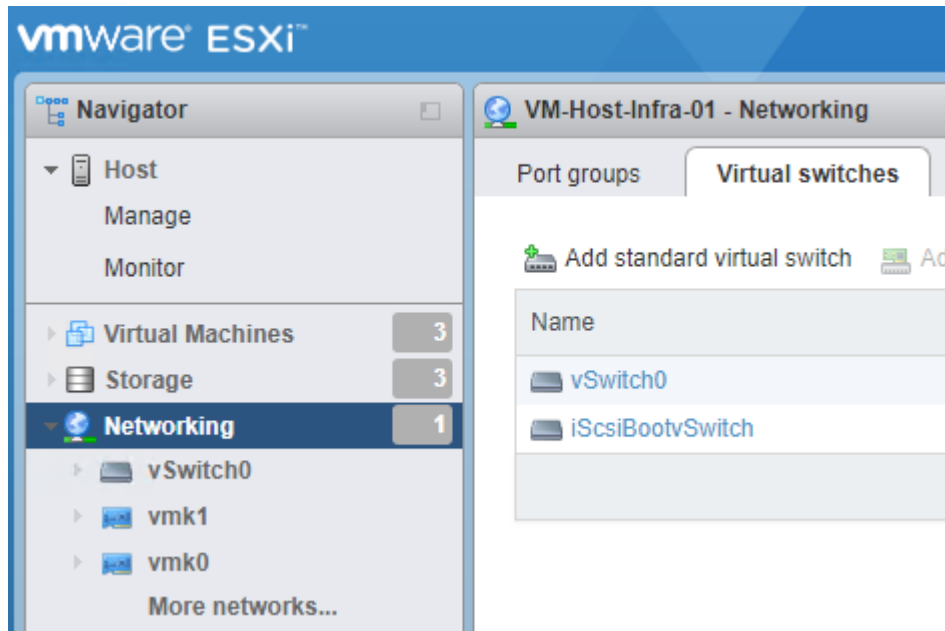 vmware® ESXi™
Navigator
Host
Manage
Monitor
Virtual Machines 3
Storage 3
Networking 1
vSwitch0
vmk1
vmk0
More networks...
VM-Host-Infra-01 - Networking
Port groups Virtual switches
Add standard virtual switch
Name
vSwitch0
iScsiBootvSwitch